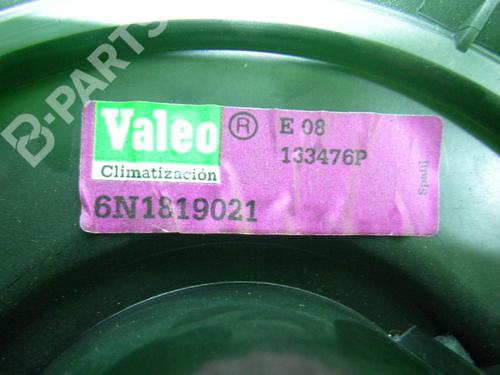 B-PARTS
Valeo ® E 08
133476P
Climatización
Spain
6N1819021